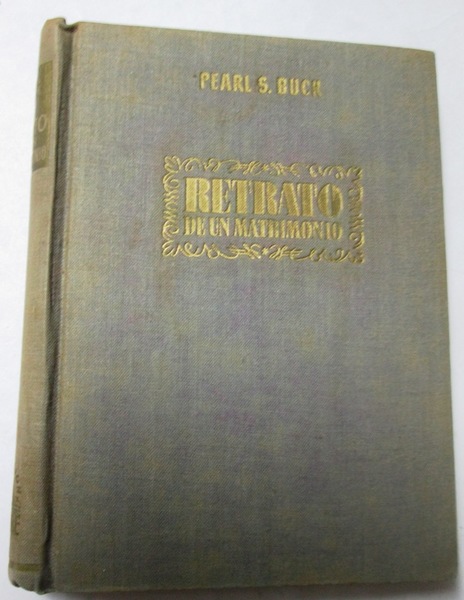 PEARL S. BUCK
RETRATO
DE UN MATRIMONIO